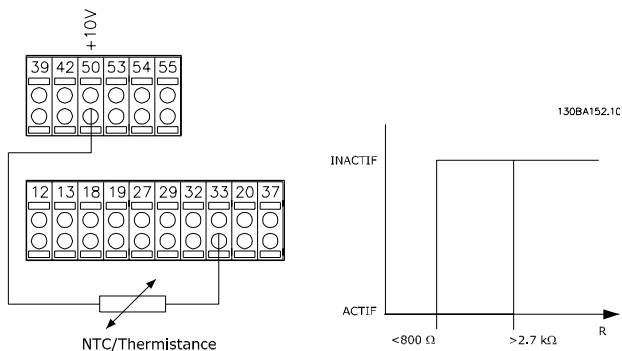 +10V
39 42 50 53 54 55
12 13 18 19 27 29 32 33 20 37
NTC/Thermistance
130BA152.10
INACTIF
ACTIF
<800 Ω
>2.7 kΩ
R